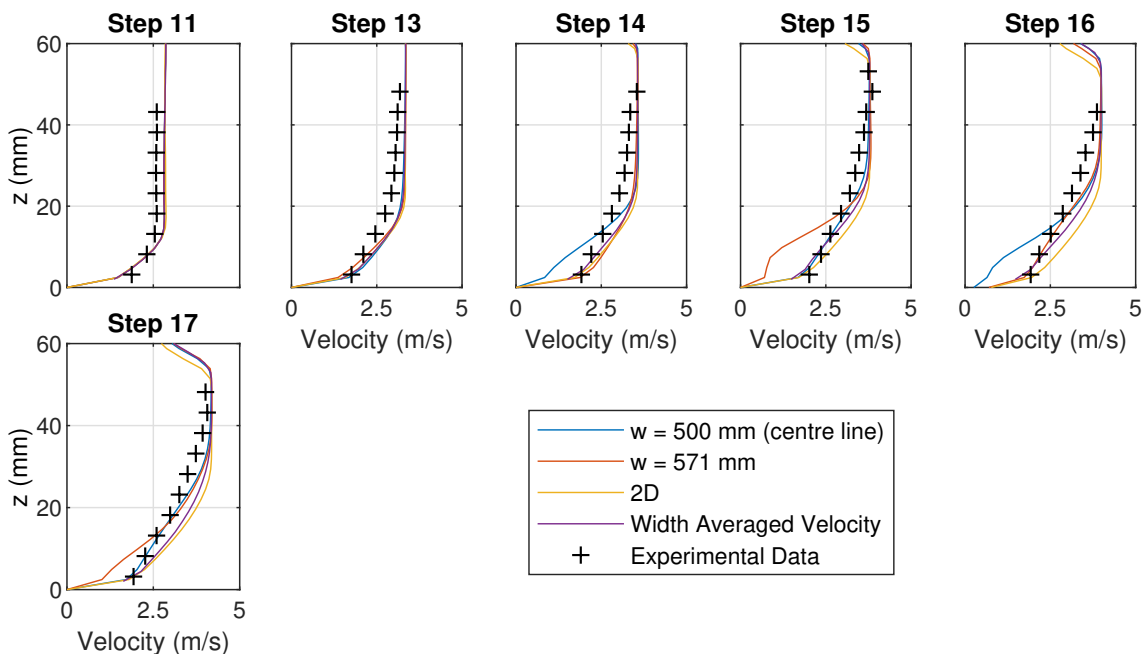 Step 11
Step 13
Step 14
Step 15
Step 16
60
40
20
0
z (mm)
0 2.5 5
Velocity (m/s)
0 2.5 5
Velocity (m/s)
0 2.5 5
Velocity (m/s)
0 2.5 5
Velocity (m/s)
Step 17
60
40
20
0
z (mm)
0 2.5 5
Velocity (m/s)
w = 500 mm (centre line)
w = 571 mm
2D
Width Averaged Velocity
Experimental Data